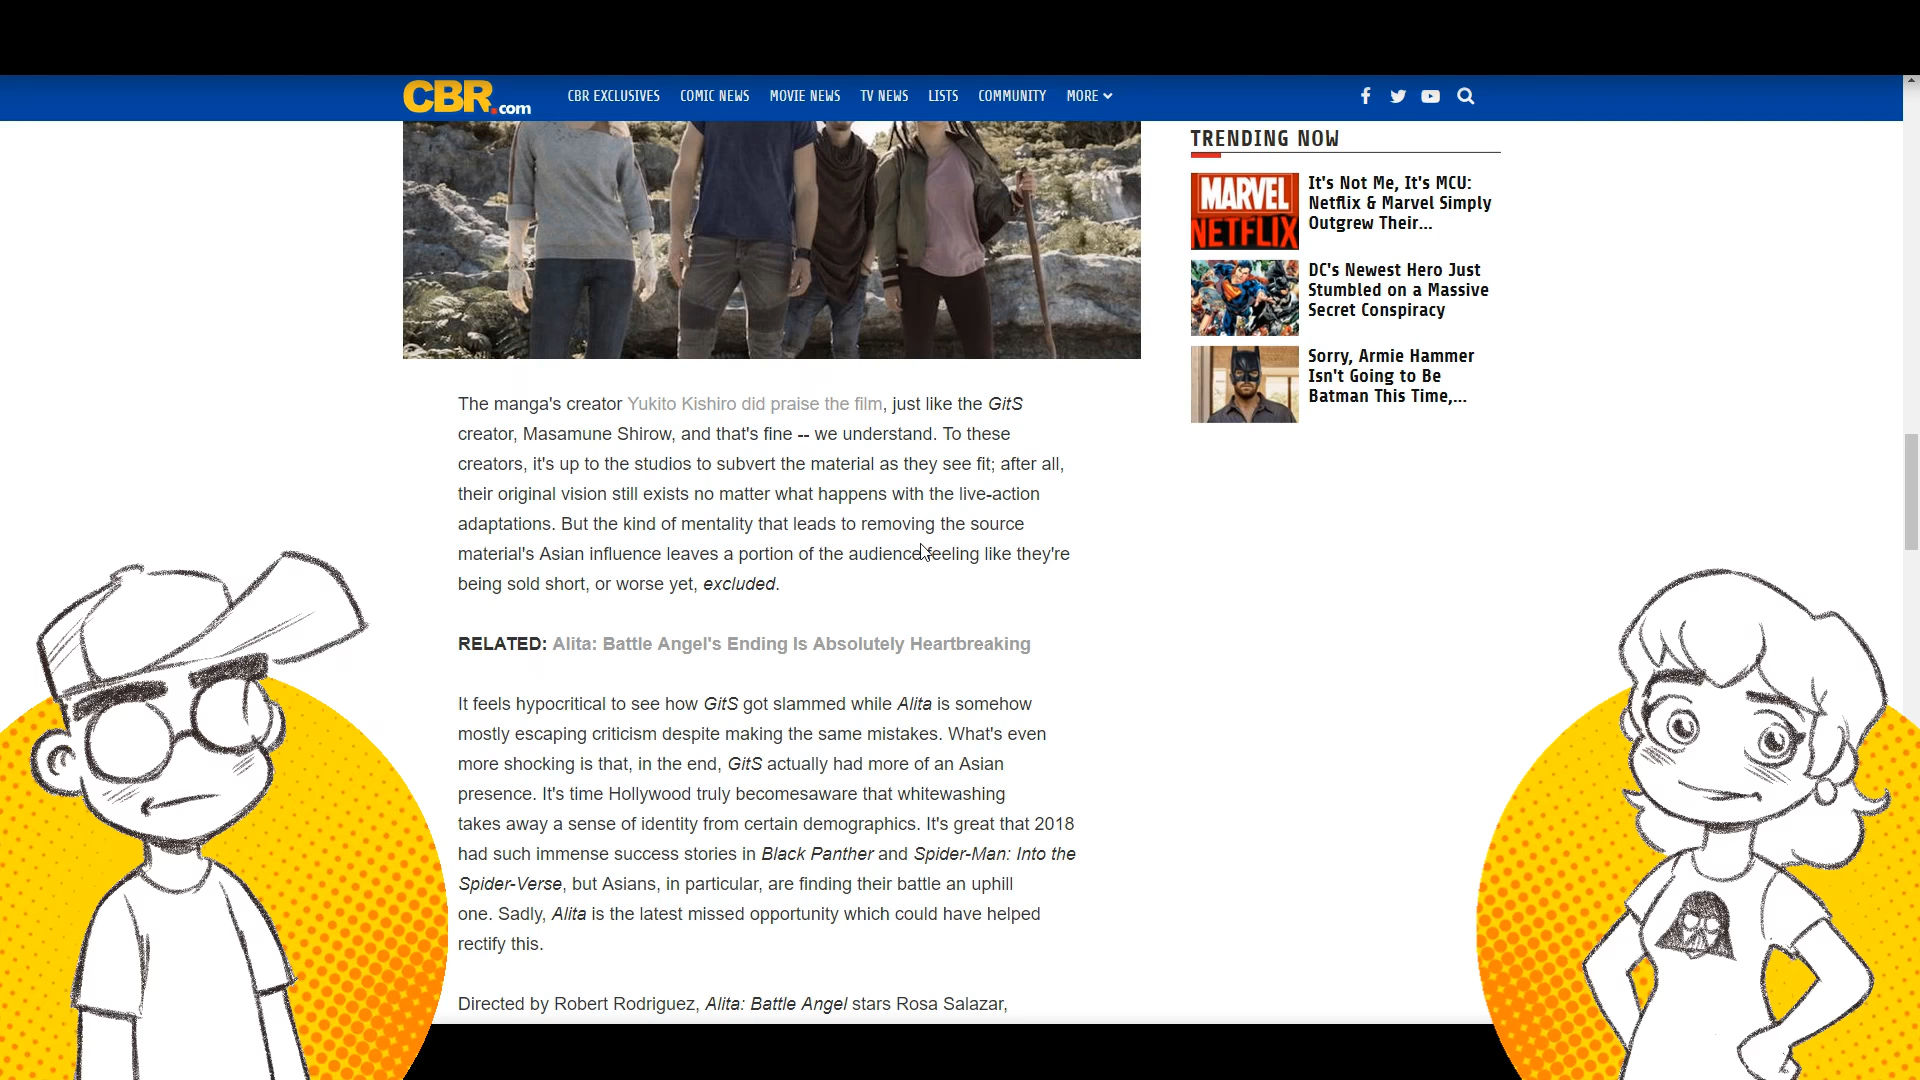 CBR.com
CBR EXCLUSIVES COMIC NEWS MOVIE NEWS TV NEWS LISTS COMMUNITY MORE
TRENDING NOW
MARVEL
NETFLIX
It's Not Me, It's MCU:
Netflix & Marvel Simply
Outgrew Their...
DC's Newest Hero Just
Stumbled on a Massive
Secret Conspiracy
Sorry, Armie Hammer
Isn't Going to Be
Batman This Time,...
The manga's creator Yukito Kishiro did praise the film, just like the GitS
creator, Masamune Shirow, and that's fine -- we understand. To these
creators, it's up to the studios to subvert the material as they see fit; after all,
their original vision still exists no matter what happens with the live-action
adaptations. But the kind of mentality that leads to removing the source
material's Asian influence leaves a portion of the audience feeling like they're
being sold short, or worse yet, excluded.
RELATED: Alita: Battle Angel's Ending Is Absolutely Heartbreaking
It feels hypocritical to see how GitS got slammed while Alita is somehow
mostly escaping criticism despite making the same mistakes. What's even
more shocking is that, in the end, GitS actually had more of an Asian
presence. It's time Hollywood truly becomesaware that whitewashing
takes away a sense of identity from certain demographics. It's great that 2018
had such immense success stories in Black Panther and Spider-Man: Into the
Spider-Verse, but Asians, in particular, are finding their battle an uphill
one. Sadly, Alita is the latest missed opportunity which could have helped
rectify this.
Directed by Robert Rodriguez, Alita: Battle Angel stars Rosa Salazar,